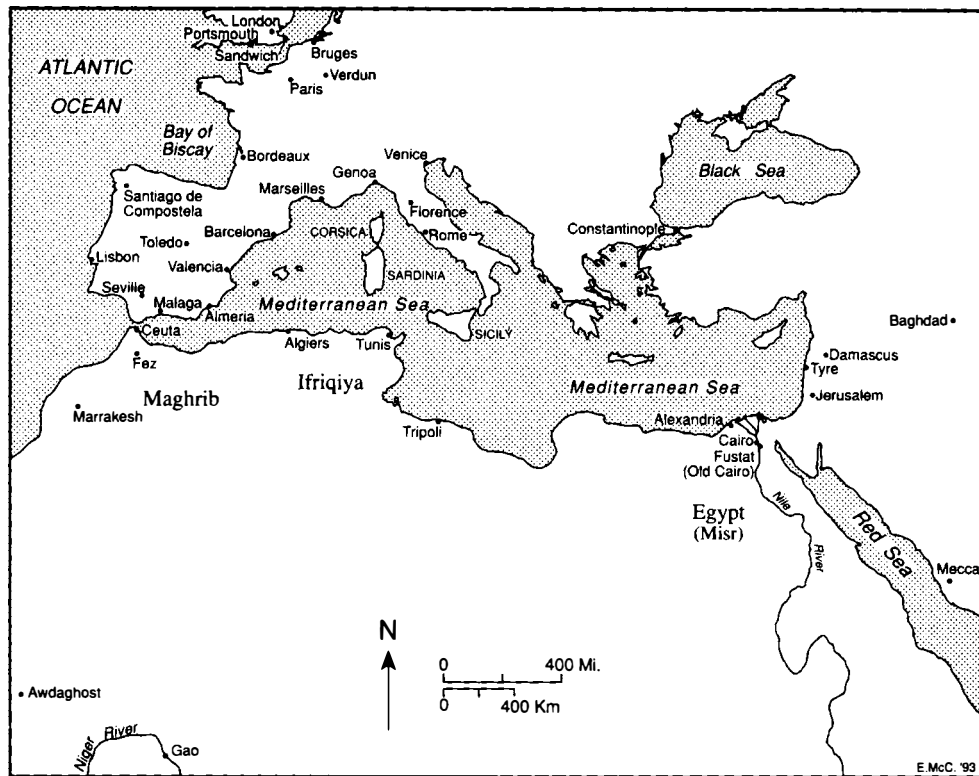 London
Portsmouth
Sandwich
Bruges
Verdun
Paris
ATLANTIC
OCEAN
Bay of
Biscay
Bordeaux
Venice
Genoa
Black Sea
Santiago de
Compostela
Marseilles
Florence
Barcelona
CORSICA
Rome
Constantinople
Toledo
Lisbon
Valencia
SARDINIA
Seville
Malaga
Almeria
Mediterranean Sea
SICILY
Baghdad
Ceuta
Algiers
Tunis
Fez
Damascus
Tyre
Maghrib
Ifriqiya
Mediterranean Sea
Jerusalem
Marrakesh
Tripoli
Alexandria
Cairo
Fustat
(Old Cairo)
Egypt
(Misr)
Nile
River
Red Sea
Mecca
N
0 400 Mi.
0 400 Km
Awdaghost
Niger River
Gao
E.McC. '93